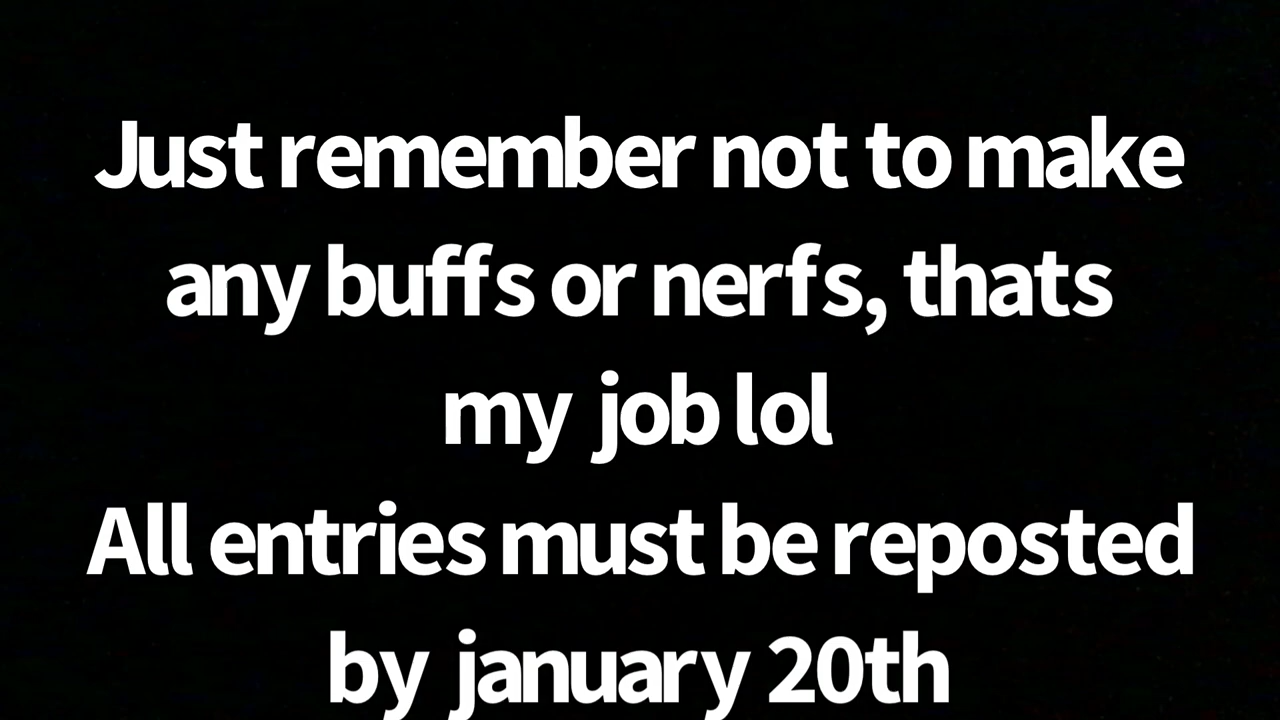 Just remember not to make
any buffs or nerfs, thats
my job lol
All entries must be reposted
by january 20th